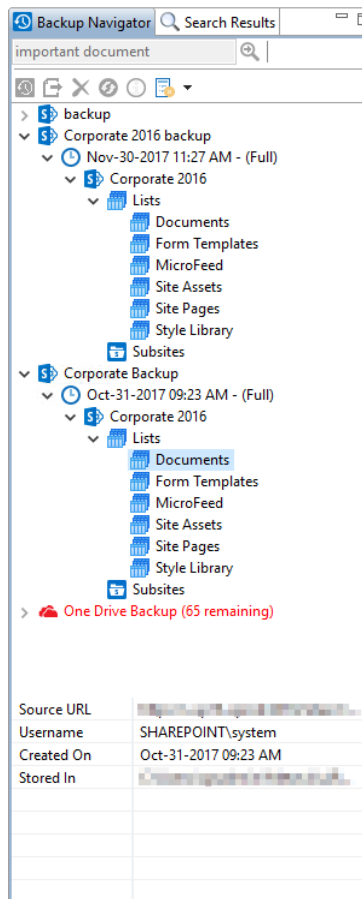 Backup Navigator Search Results
important document
backup
Corporate 2016 backup
Nov-30-2017 11:27 AM - (Full)
Corporate 2016
Lists
Documents
Form Templates
MicroFeed
Site Assets
Site Pages
Style Library
Subsites
Corporate Backup
Oct-31-2017 09:23 AM - (Full)
Corporate 2016
Lists
Documents
Form Templates
MicroFeed
Site Assets
Site Pages
Style Library
Subsites
One Drive Backup (65 remaining)
Source URL
Username SHAREPOINT\system
Created On Oct-31-2017 09:23 AM
Stored In